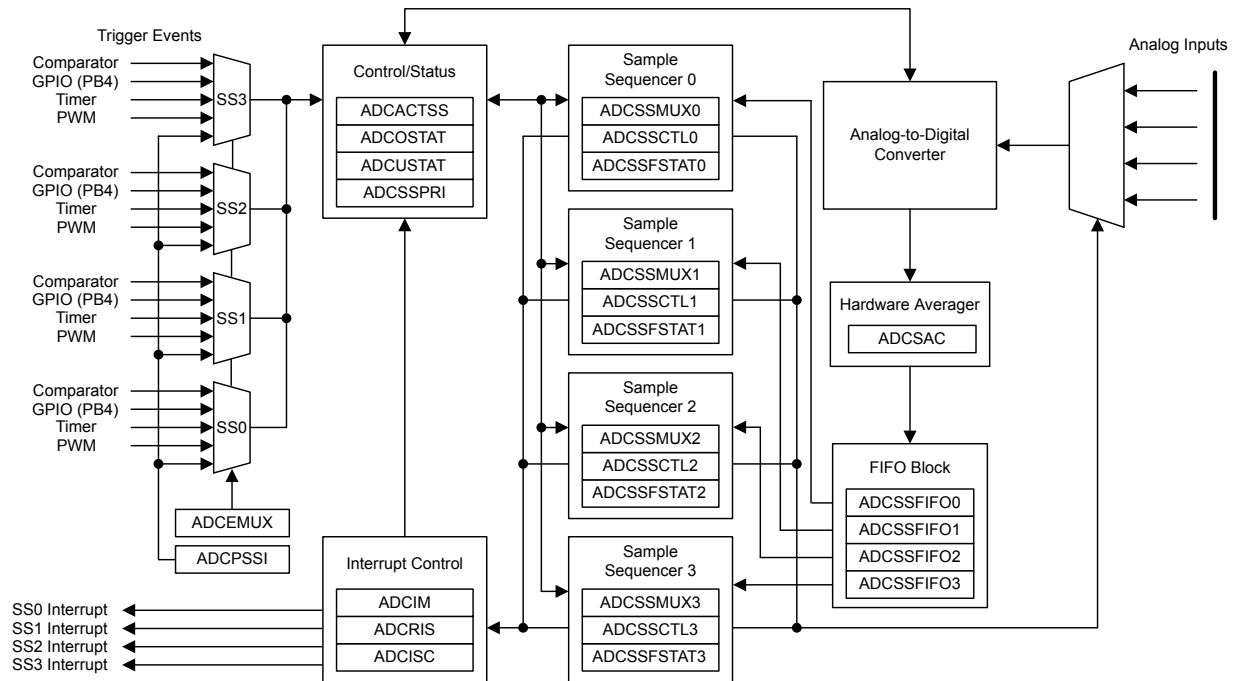 Trigger Events
Comparator
GPIO (PB4)
Timer
PWM
SS3
Comparator
GPIO (PB4)
Timer
PWM
SS2
Comparator
GPIO (PB4)
Timer
PWM
SS1
Comparator
GPIO (PB4)
Timer
PWM
SS0
ADCEMUX
ADCPSSI
SS0 Interrupt
SS1 Interrupt
SS2 Interrupt
SS3 Interrupt
Control/Status
ADCACTSS
ADCOSTAT
ADCUSTAT
ADCSSPRI
Interrupt Control
ADCIM
ADCRIS
ADCISC
Sample
Sequencer 0
ADCSSMUX0
ADCSSCTL0
ADCSSFSTAT0
Sample
Sequencer 1
ADCSSMUX1
ADCSSCTL1
ADCSSFSTAT1
Sample
Sequencer 2
ADCSSMUX2
ADCSSCTL2
ADCSSFSTAT2
Sample
Sequencer 3
ADCSSMUX3
ADCSSCTL3
ADCSSFSTAT3
Analog-to-Digital
Converter
Hardware Averager
ADCSAC
FIFO Block
ADCSSFIFO0
ADCSSFIFO1
ADCSSFIFO2
ADCSSFIFO3
Analog Inputs